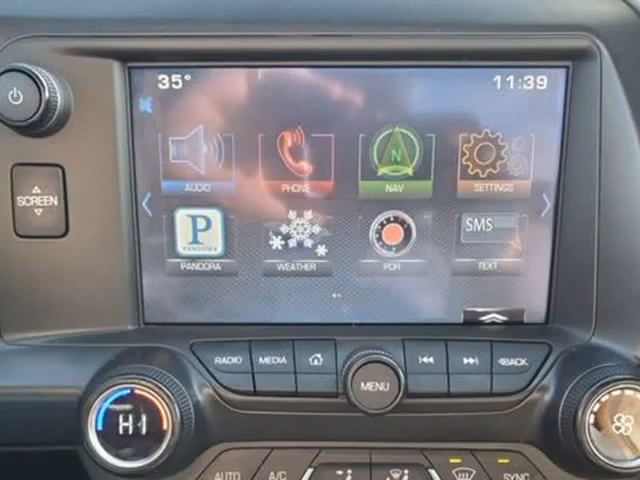 35° 11:39
SCREEN
AUDIO PHONE N NAV SETTINGS
P PANDORA SMS
PANDORA WEATHER PDR TEXT
RADIO MEDIA BACK
MENU
HI
AUTO A/C SYNC